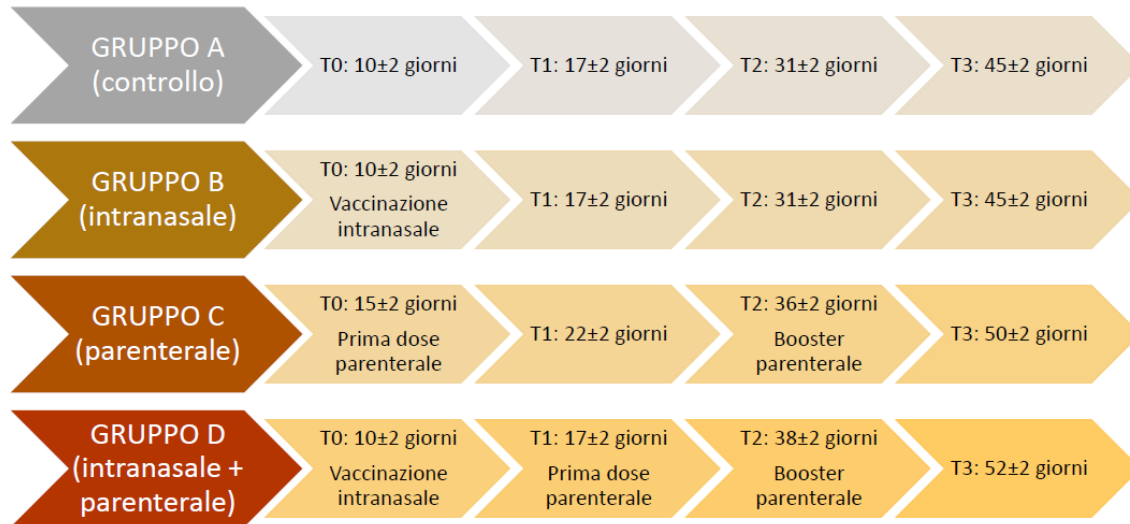 GRUPPO A
(controllo)
T0: 10±2 giorni
T1: 17±2 giorni
T2: 31±2 giorni
T3: 45±2 giorni
GRUPPO B
(intranasale)
T0: 10±2 giorni
Vaccinazione
intranasale
T1: 17±2 giorni
T2: 31±2 giorni
T3: 45±2 giorni
GRUPPO C
(parenterale)
T0: 15±2 giorni
Prima dose
parenterale
T1: 22±2 giorni
T2: 36±2 giorni
Booster
parenterale
T3: 50±2 giorni
GRUPPO D
(intranasale +
parenterale)
T0: 10±2 giorni
Vaccinazione
intranasale
T1: 17±2 giorni
Prima dose
parenterale
T2: 38±2 giorni
Booster
parenterale
T3: 52±2 giorni